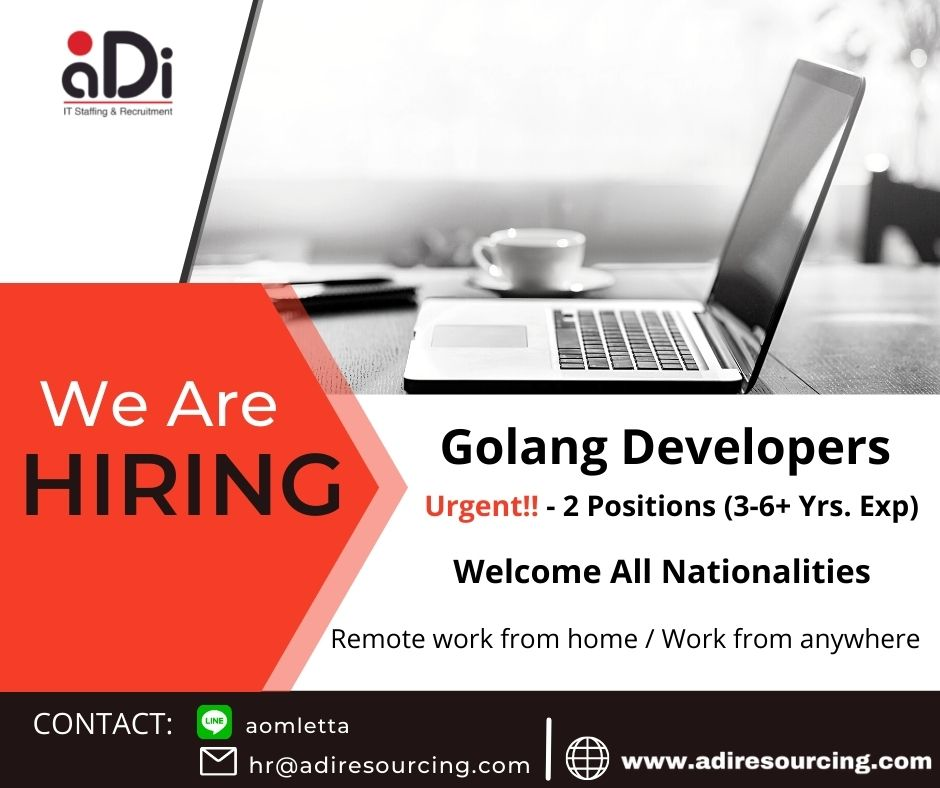 aDi
IT Staffing & Recruitment
We Are
HIRING
Golang Developers
Urgent!! - 2 Positions (3-6+ Yrs. Exp)
Welcome All Nationalities
Remote work from home / Work from anywhere
CONTACT:
LINE
aomletta
hr@adiresourcing.com
www.adiresourcing.com